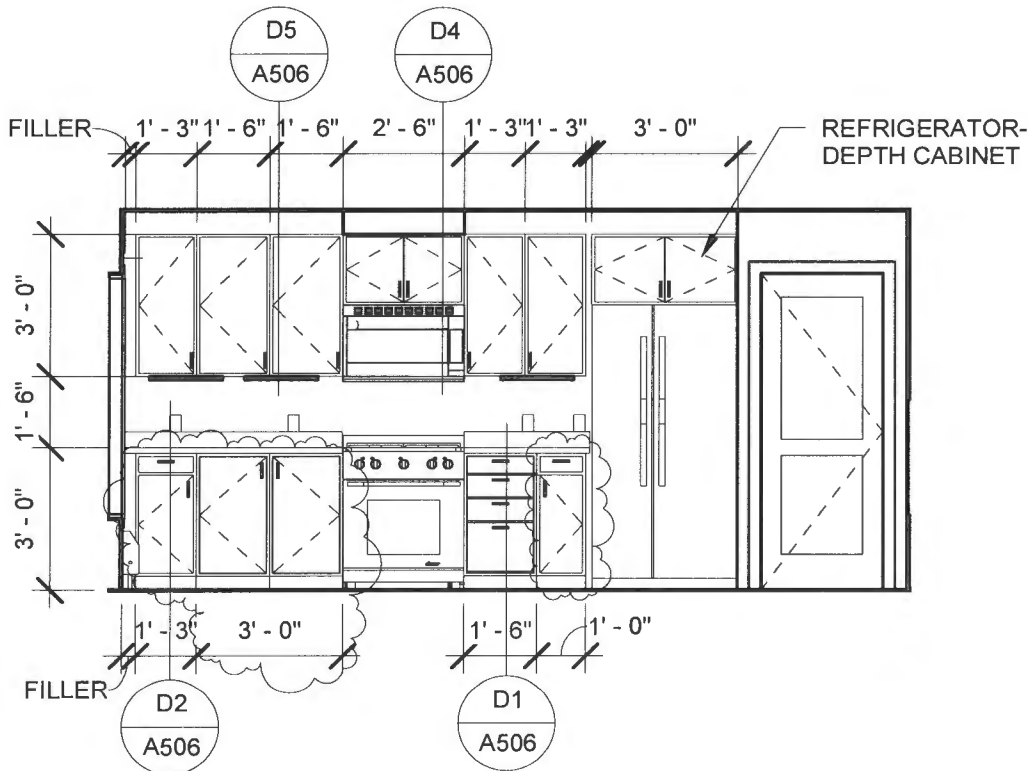 D5
A506
D4
A506
FILLER
1' - 3" 1' - 6" 1' - 6" 2' - 6" 1' - 3" 1' - 3" 3' - 0"
REFRIGERATOR-
DEPTH CABINET
3' - 0"
1' - 6"
3' - 0"
1' - 3" 3' - 0" 1' - 6" 1' - 0"
FILLER
D2
A506
D1
A506